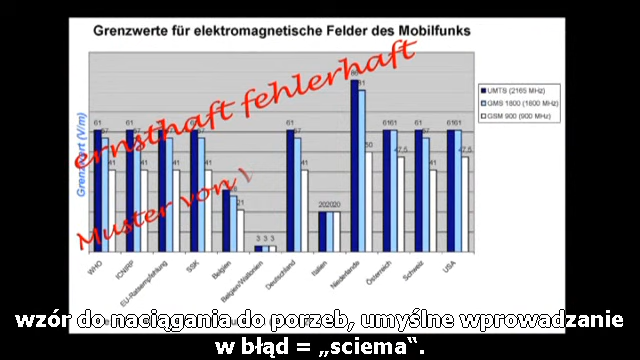 Grenzwerte für elektromagnetische Felder des Mobilfunks
ernsthaft fehlerhaft
Muster von
Grenzwert (V/m)
UMTS (2165 MHz)
GMS 1800 (1800 MHz)
GSM 900 (900 MHz)
61 57 41
61 57 41
57 41
61 57 41
28 21
3 3 3
61 57 41
20 20 20
86 81 50
61 61 47,5
61 57 41
61 61 47,5
WHO
ICNIRP
EU-Ratsempfehlung
SSK
Belgien
Belgien/Wallonien
Deutschland
Italien
Niederlande
Österreich
Schweiz
USA
wzór do naciągania do porzeb, umyślne wprowadzanie
w błąd = „sciema“.